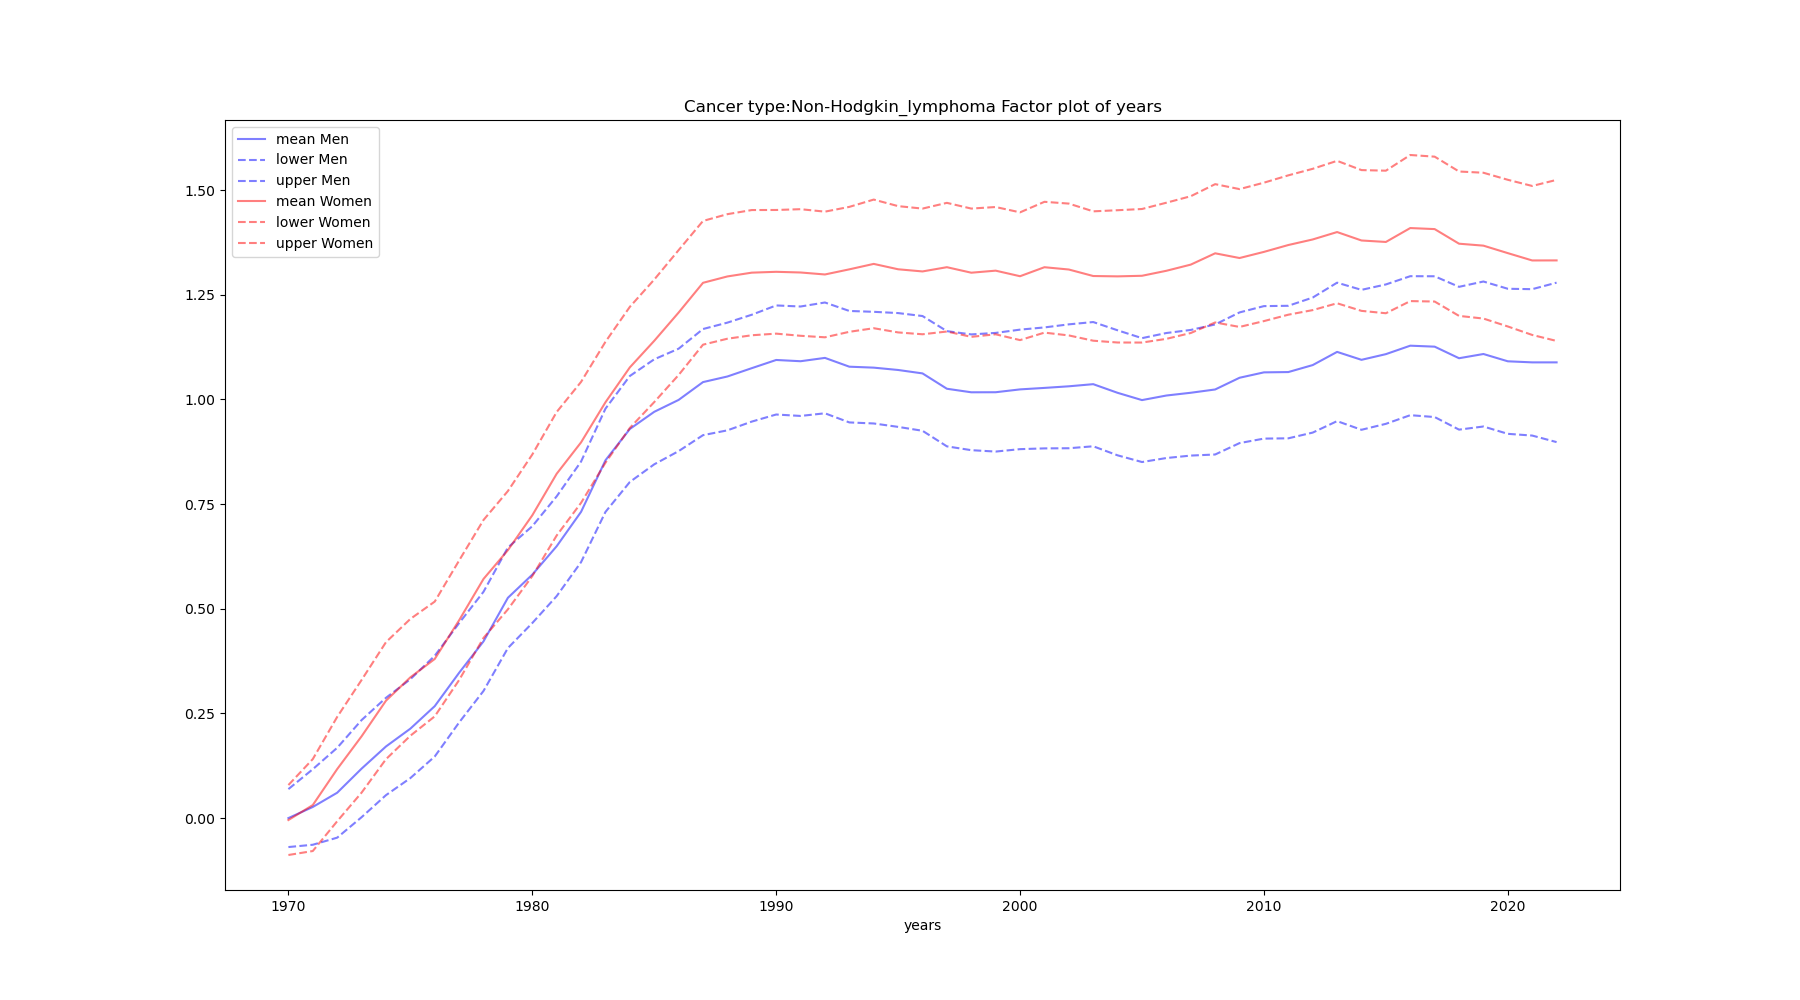 Cancer type:Non-Hodgkin_lymphoma Factor plot of years
mean Men
lower Men
upper Men
mean Women
lower Women
upper Women
1.50
1.25
1.00
0.75
0.50
0.25
0.00
1970 1980 1990 2000 2010 2020
years